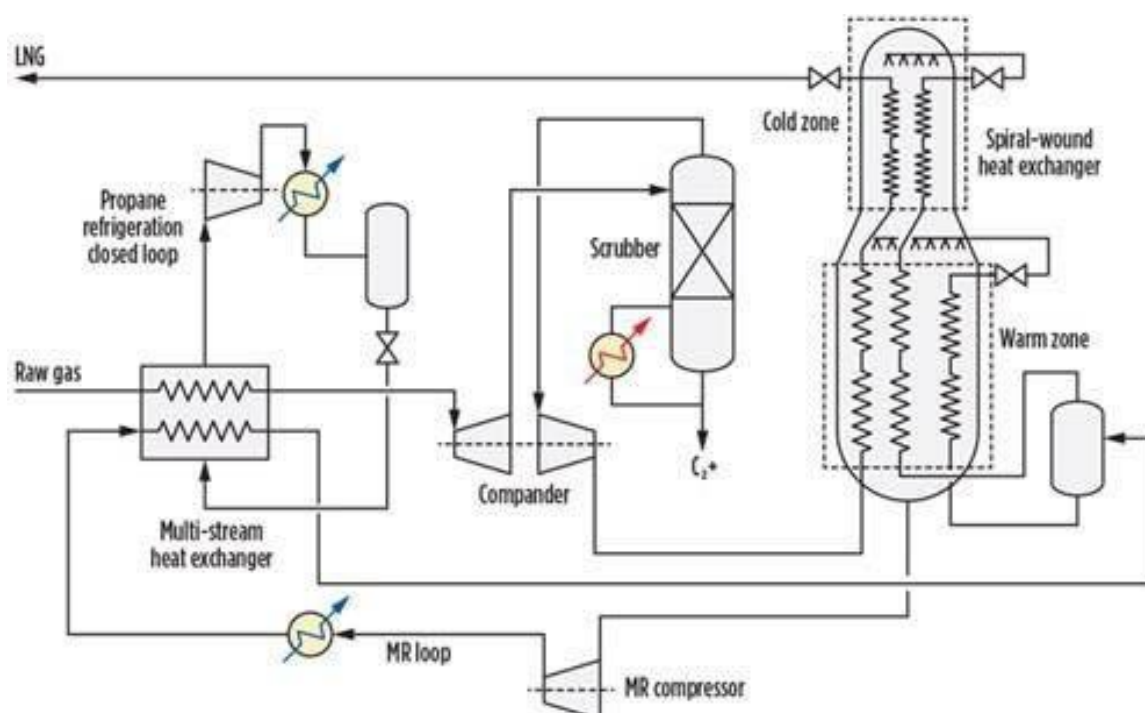 LNG
Cold zone
Spiral-wound
heat exchanger
Propane
refrigeration
closed loop
Scrubber
Warm zone
Raw gas
C₂+
Compander
Multi-stream
heat exchanger
MR loop
MR compressor